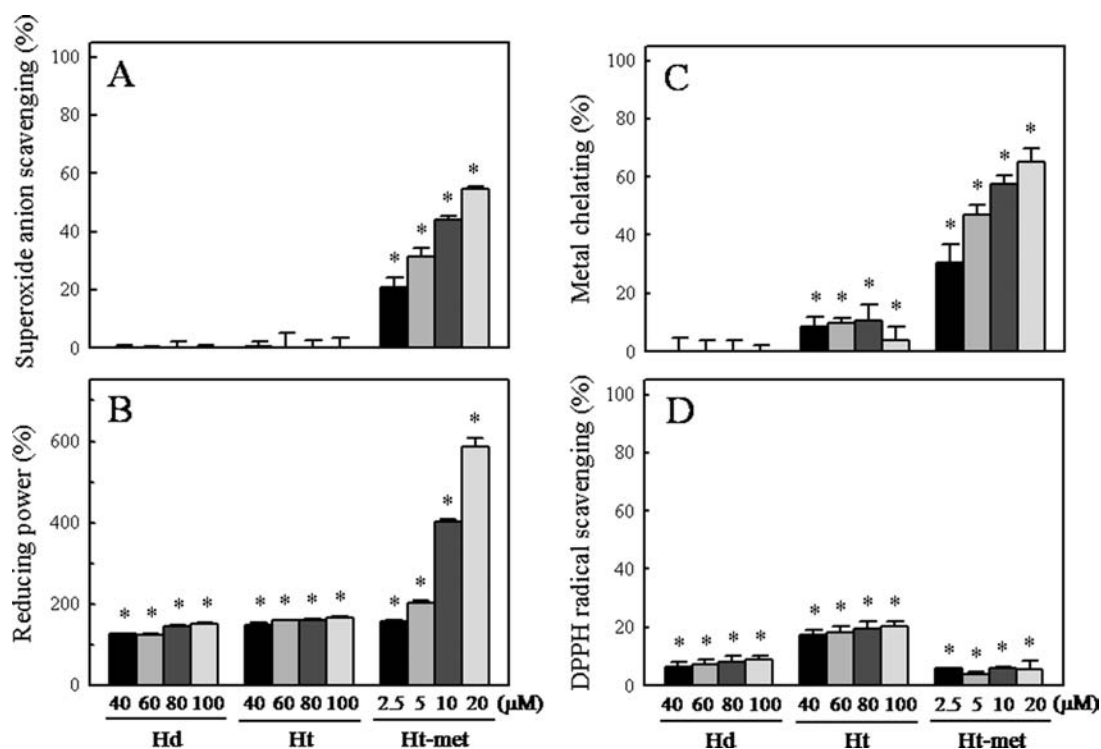 Superoxide anion scavenging (%)
100
80
60
40
20
0
A
* * * *
Metal chelating (%)
100
80
60
40
20
0
C
* * * * * * * *
Reducing power (%)
600
400
200
0
B
* * * * * * * * * * * *
40 60 80 100 40 60 80 100 2.5 5 10 20 (μM)
Hd Ht Ht-met
DPPH radical scavenging (%)
100
80
60
40
20
0
D
* * * * * * * * * * * *
40 60 80 100 40 60 80 100 2.5 5 10 20 (μM)
Hd Ht Ht-met